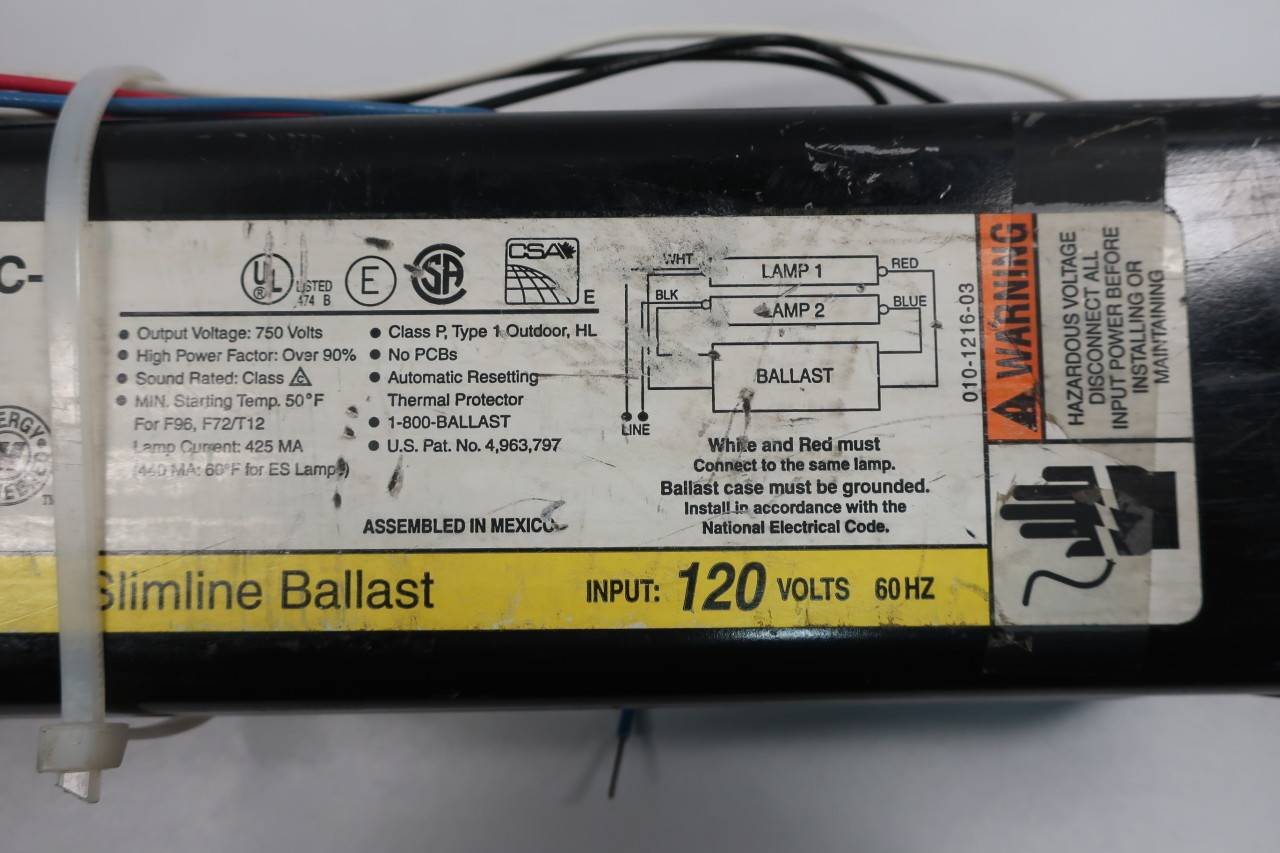 C-
UL
®
LISTED
474 B
E
SA
CSA
E
• Output Voltage: 750 Volts
• High Power Factor: Over 90%
• Sound Rated: Class C
• MIN. Starting Temp. 50°F
For F96, F72/T12
Lamp Current: 425 MA
(440 MA: 60°F for ES Lamps)
• Class P, Type 1 Outdoor, HL
• No PCBs
• Automatic Resetting
Thermal Protector
• 1-800-BALLAST
• U.S. Pat. No. 4,963,797
ASSEMBLED IN MEXICO
WHT
LAMP 1
RED
BLK
LAMP 2
BLUE
BALLAST
LINE
White and Red must
Connect to the same lamp.
Ballast case must be grounded.
Install in accordance with the
National Electrical Code.
010-1216-03
WARNING
HAZARDOUS VOLTAGE
DISCONNECT ALL
INPUT POWER BEFORE
INSTALLING OR
MAINTAINING
TM
Slimline Ballast
INPUT: 120 VOLTS 60 HZ